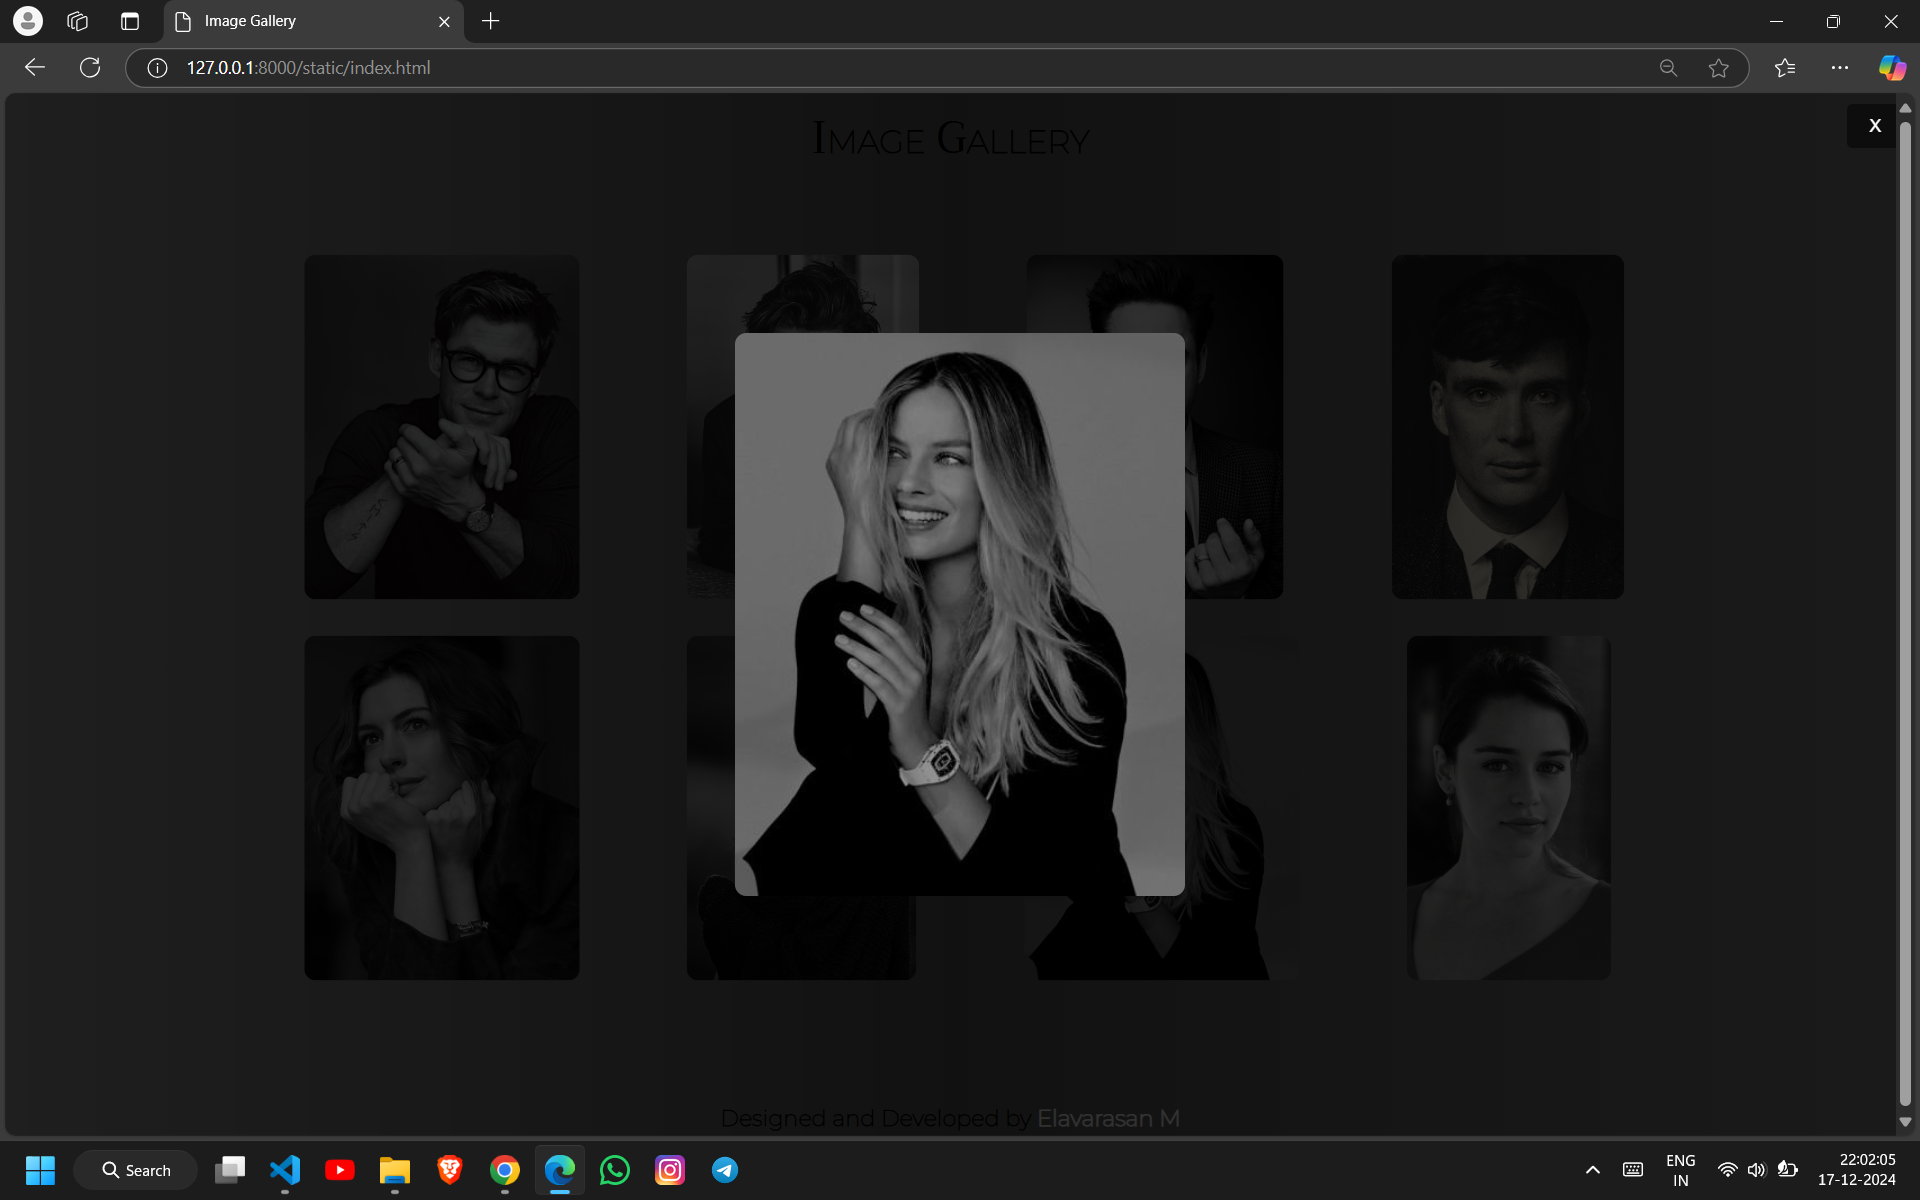 Image Gallery
127.0.0.1:8000/static/index.html
Image Gallery
X
Designed and Developed by Elavarasan M
Search
ENG
IN
22:02:05
17-12-2024